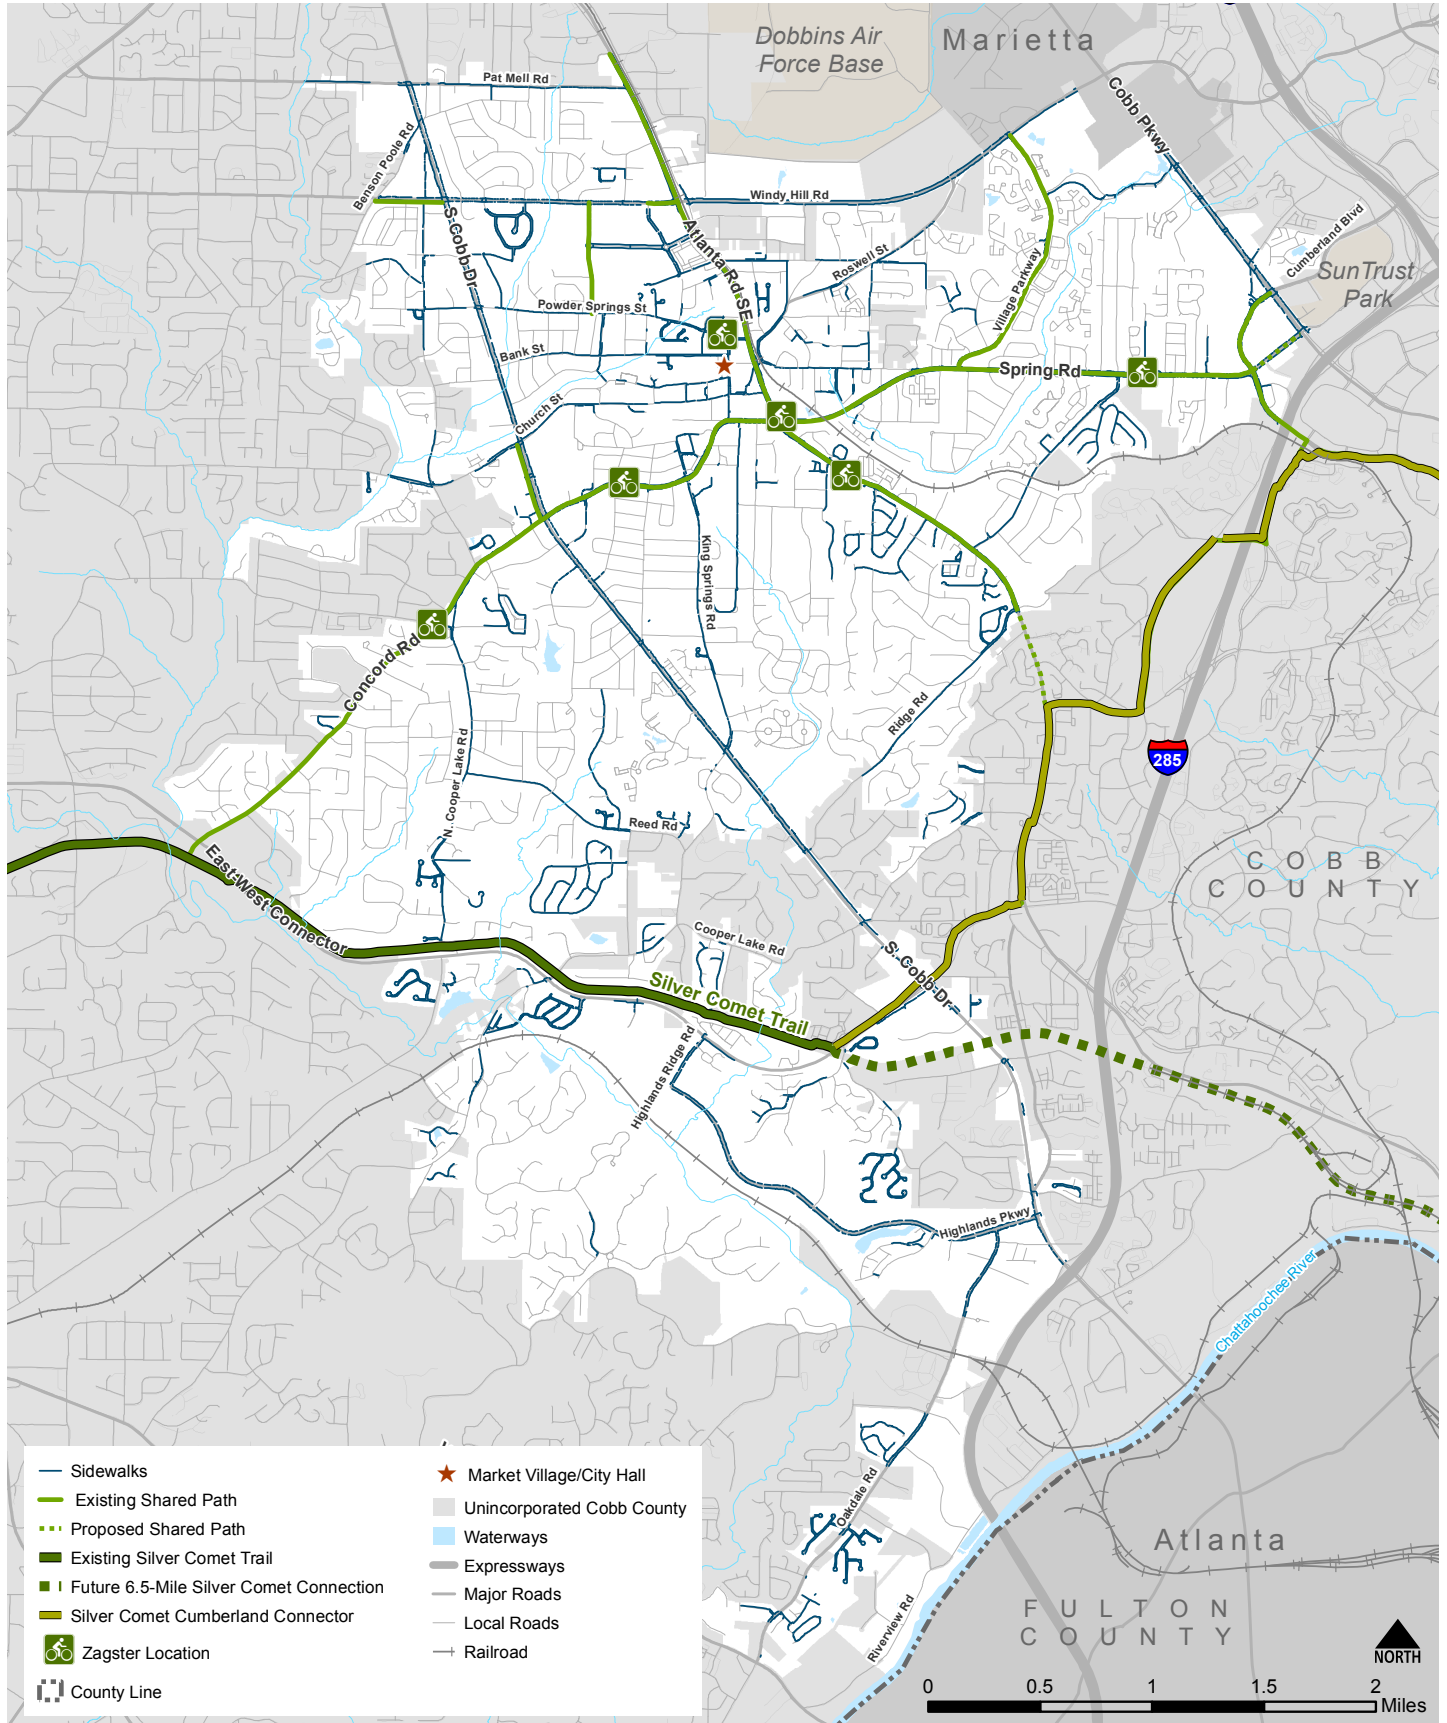 Dobbins Air
Force Base
Marietta
Pat Mell Rd
Cobb Pkwy
Benson Poole Rd
Windy Hill Rd
S Cobb Dr
Atlanta Rd SE
Roswell St
Cumberland Blvd
SunTrust
Park
Village Parkway
Powder Springs St
Bank St
Spring Rd
Church St
King Springs Rd
Concord Rd
Ridge Rd
N. Cooper Lake Rd
285
Reed Rd
COBB
COUNTY
East-West Connector
Cooper Lake Rd
S. Cobb Dr
Silver Comet Trail
Highlands Ridge Rd
Highlands Pkwy
Chattahoochee River
Oakdale Rd
Riverview Rd
Atlanta
FULTON
COUNTY
Sidewalks
Existing Shared Path
Proposed Shared Path
Existing Silver Comet Trail
Future 6.5-Mile Silver Comet Connection
Silver Comet Cumberland Connector
Zagster Location
County Line
Market Village/City Hall
Unincorporated Cobb County
Waterways
Expressways
Major Roads
Local Roads
Railroad
NORTH
0 0.5 1 1.5 2
Miles